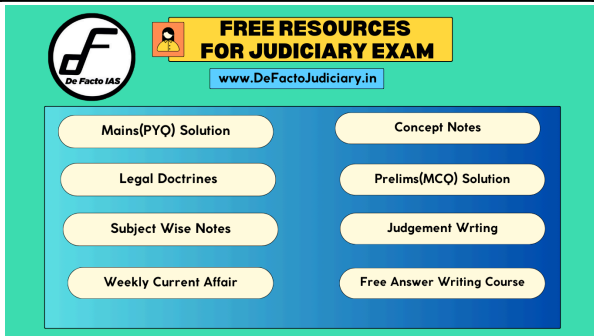 De Facto IAS
FREE RESOURCES
FOR JUDICIARY EXAM
www.DeFactoJudiciary.in
Mains(PYQ) Solution
Concept Notes
Legal Doctrines
Prelims(MCQ) Solution
Subject Wise Notes
Judgement Wrting
Weekly Current Affair
Free Answer Writing Course